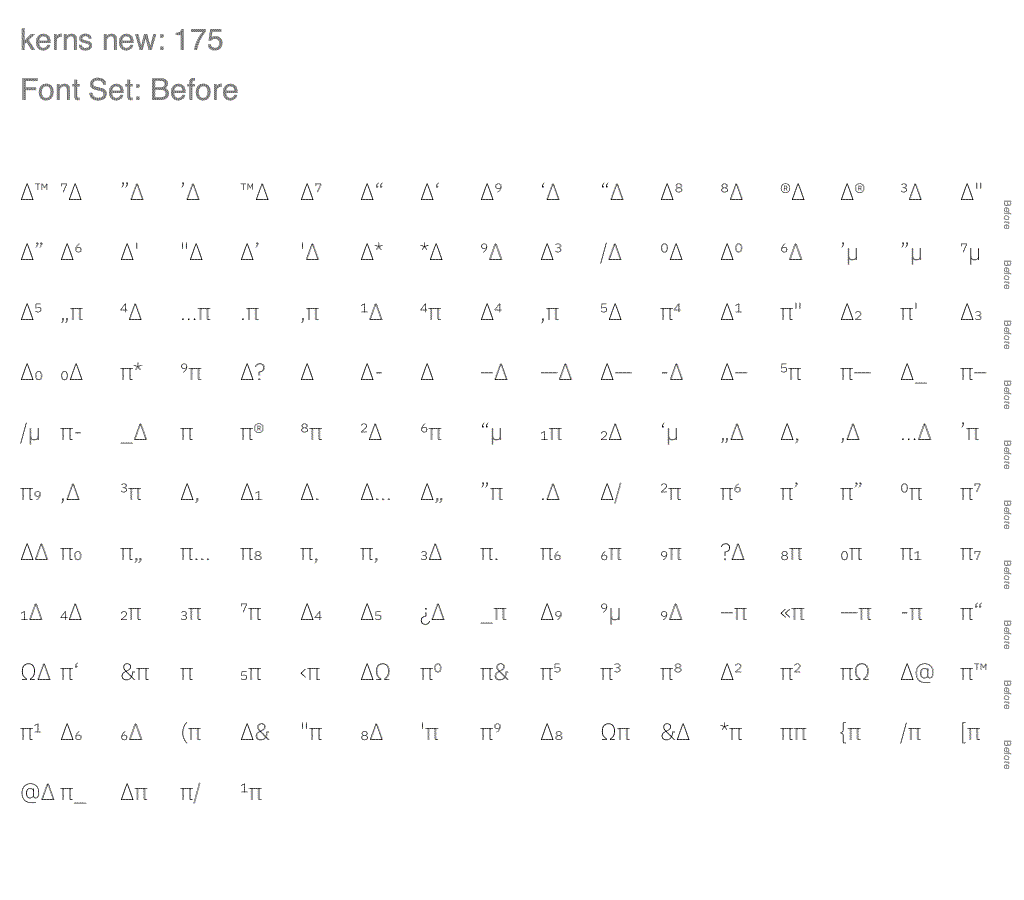 kerns new: 175
Font Set: Before
Δ™ ⁷Δ ”Δ ’Δ ™Δ Δ⁷ Δ“ Δ‘ Δ⁹ ‘Δ “Δ Δ⁸ ⁸Δ ®Δ Δ® ³Δ Δ" Before
Δ” Δ⁶ Δ' "Δ Δ’ 'Δ Δ* *Δ ⁹Δ Δ³ /Δ ⁰Δ Δ⁰ ⁶Δ ’µ ”µ ⁷µ Before
Δ⁵ „π ⁴Δ …π .π ‚π ¹Δ ⁴π Δ⁴ ,π ⁵Δ π⁴ Δ¹ π" Δ₂ π' Δ₃ Before
Δ₀ ₀Δ π* ⁹π Δ? Δ Δ- Δ –Δ —Δ Δ— -Δ Δ– ⁵π π— Δ_ π– Before
/µ π- _Δ π π® ⁸π ²Δ ⁶π “µ ₁π ₂Δ ‘µ „Δ Δ‚ ‚Δ …Δ ’π Before
π₉ ,Δ ³π Δ, Δ₁ Δ. Δ… Δ„ ”π .Δ Δ/ ²π π⁶ π’ π” ⁰π π⁷ Before
ΔΔ π₀ π„ π… π₈ π‚ π, ₃Δ π. π₆ ₆π ₉π ?Δ ₈π ₀π π₁ π₇ Before
₁Δ ₄Δ ₂π ₃π ⁷π Δ₄ Δ₅ ¿Δ _π Δ₉ ⁹µ ₉Δ –π «π —π -π π“ Before
ΩΔ π‘ &π π ₅π ‹π ΔΩ π⁰ π& π⁵ π³ π⁸ Δ² π² πΩ Δ@ π™ Before
π¹ Δ₆ ₆Δ (π Δ& "π ₈Δ 'π π⁹ Δ₈ Ωπ &Δ *π ππ {π /π [π Before
@Δ π_ Δπ π/ ¹π